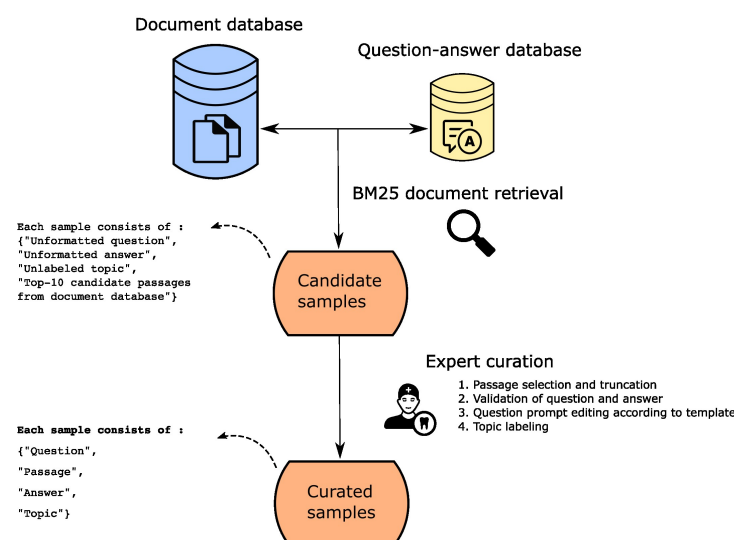 Document database
Question-answer database
A
BM25 document retrieval
Each sample consists of :
{"Unformatted question",
"Unformatted answer",
"Unlabeled topic",
"Top-10 candidate passages
from document database"}
Candidate
samples
Expert curation
1. Passage selection and truncation
2. Validation of question and answer
3. Question prompt editing according to template
4. Topic labeling
Each sample consists of :
{"Question",
"Passage",
"Answer",
"Topic"}
Curated
samples